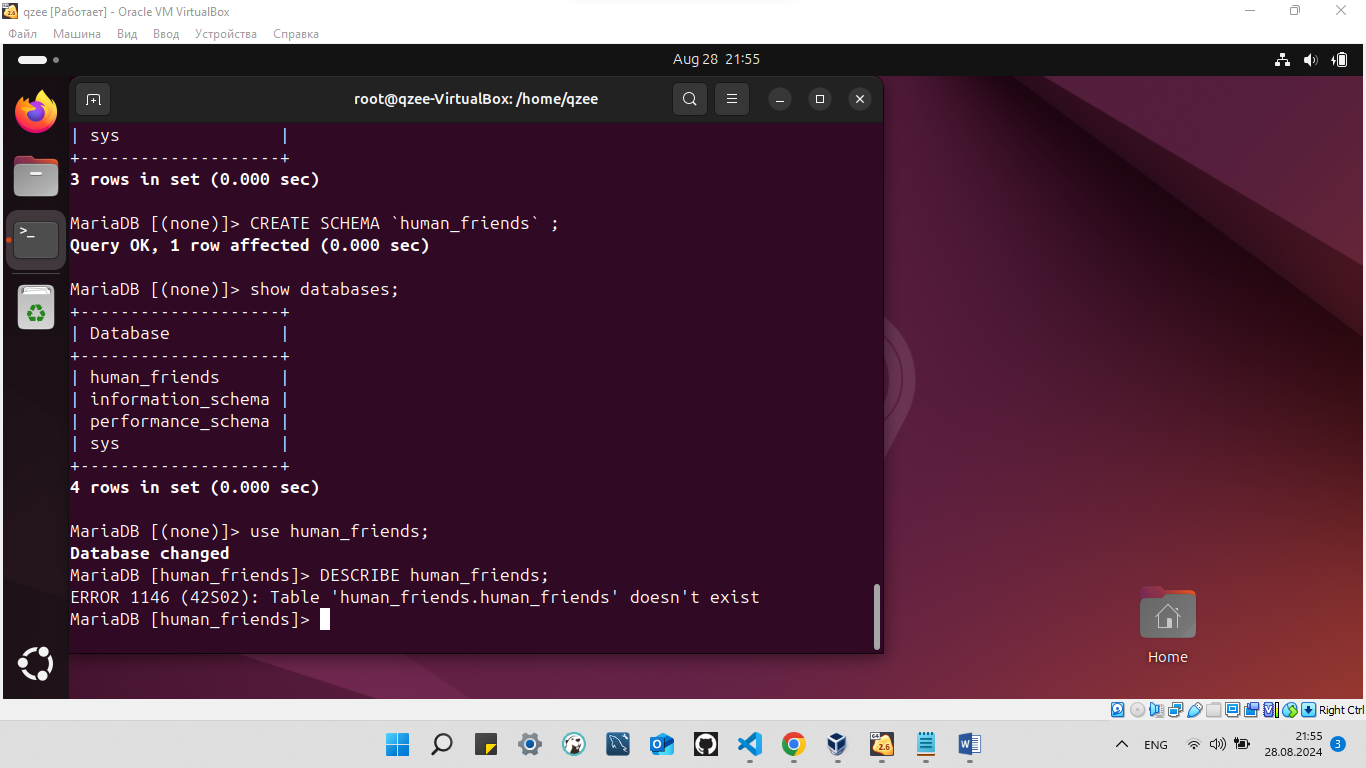 qzee [Работает] - Oracle VM VirtualBox
Файл Машина Вид Ввод Устройства Справка
Aug 28 21:55
root@qzee-VirtualBox: /home/qzee
| sys                |
+--------------------+
3 rows in set (0.000 sec)
MariaDB [(none)]> CREATE SCHEMA `human_friends` ;
Query OK, 1 row affected (0.000 sec)
MariaDB [(none)]> show databases;
+--------------------+
| Database           |
+--------------------+
| human_friends      |
| information_schema |
| performance_schema |
| sys                |
+--------------------+
4 rows in set (0.000 sec)
MariaDB [(none)]> use human_friends;
Database changed
MariaDB [human_friends]> DESCRIBE human_friends;
ERROR 1146 (42S02): Table 'human_friends.human_friends' doesn't exist
MariaDB [human_friends]>
Home
Right Ctrl
ENG
21:55
28.08.2024
3
2.6